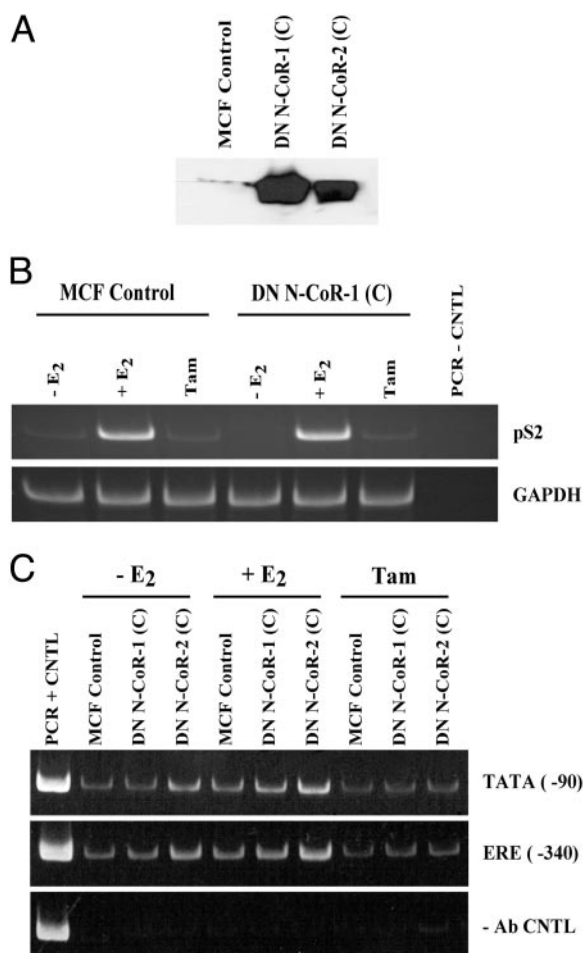 A
MCF Control
DN N-CoR-1 (C)
DN N-CoR-2 (C)
B
MCF Control
DN N-CoR-1 (C)
- E2
+ E2
Tam
- E2
+ E2
Tam
PCR - CNTL
pS2
GAPDH
C
- E2
+ E2
Tam
PCR + CNTL
MCF Control
DN N-CoR-1 (C)
DN N-CoR-2 (C)
MCF Control
DN N-CoR-1 (C)
DN N-CoR-2 (C)
MCF Control
DN N-CoR-1 (C)
DN N-CoR-2 (C)
TATA ( -90)
ERE ( -340)
- Ab CNTL